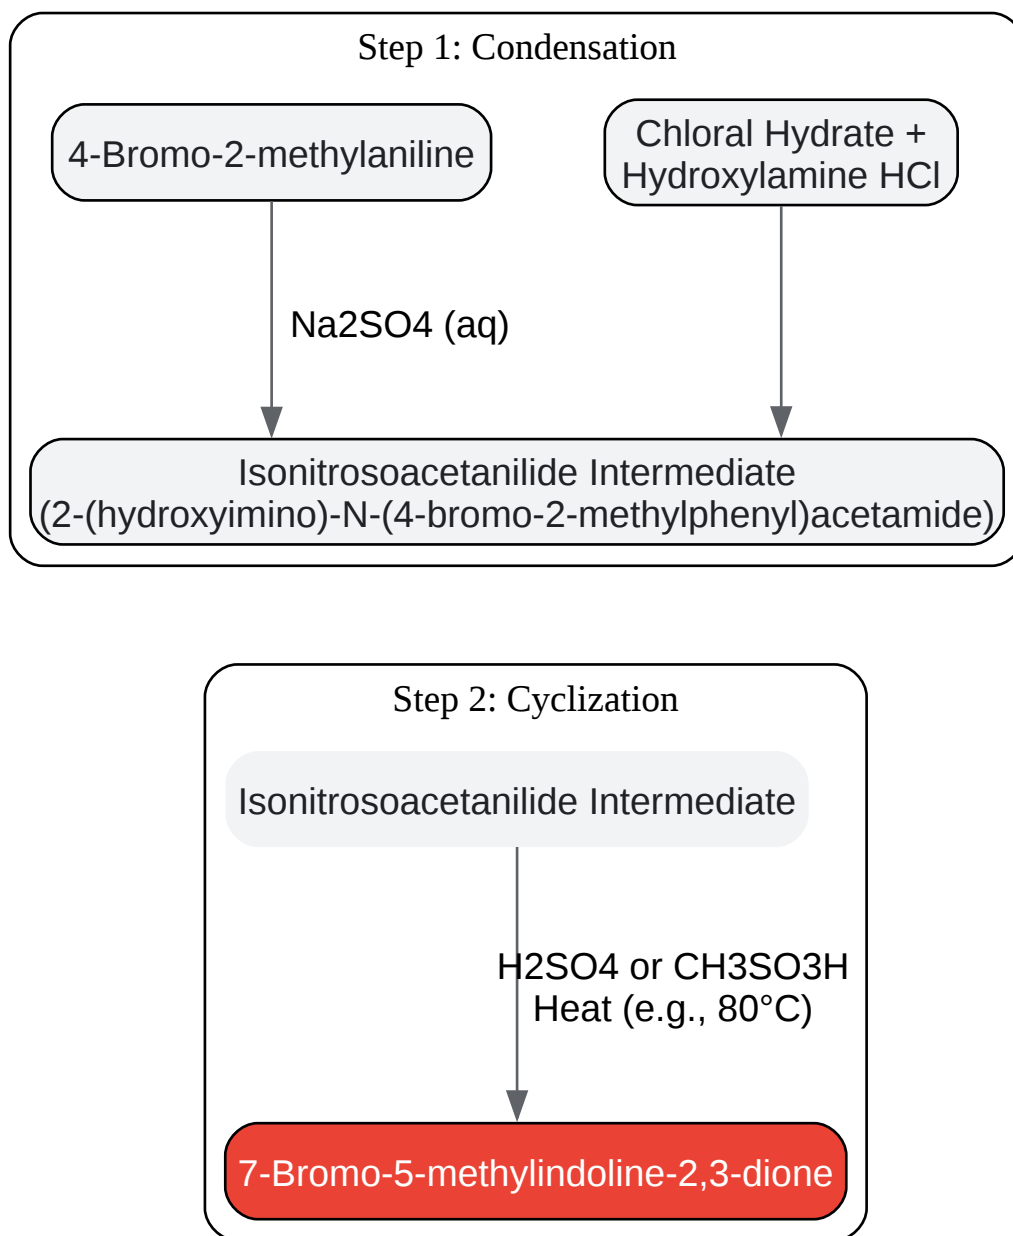 Step 1: Condensation
4-Bromo-2-methylaniline
Chloral Hydrate +
Hydroxylamine HCl
Na2SO4 (aq)
Isonitrosoacetanilide Intermediate
(2-(hydroxyimino)-N-(4-bromo-2-methylphenyl)acetamide)
Step 2: Cyclization
Isonitrosoacetanilide Intermediate
H2SO4 or CH3SO3H
Heat (e.g., 80°C)
7-Bromo-5-methylindoline-2,3-dione